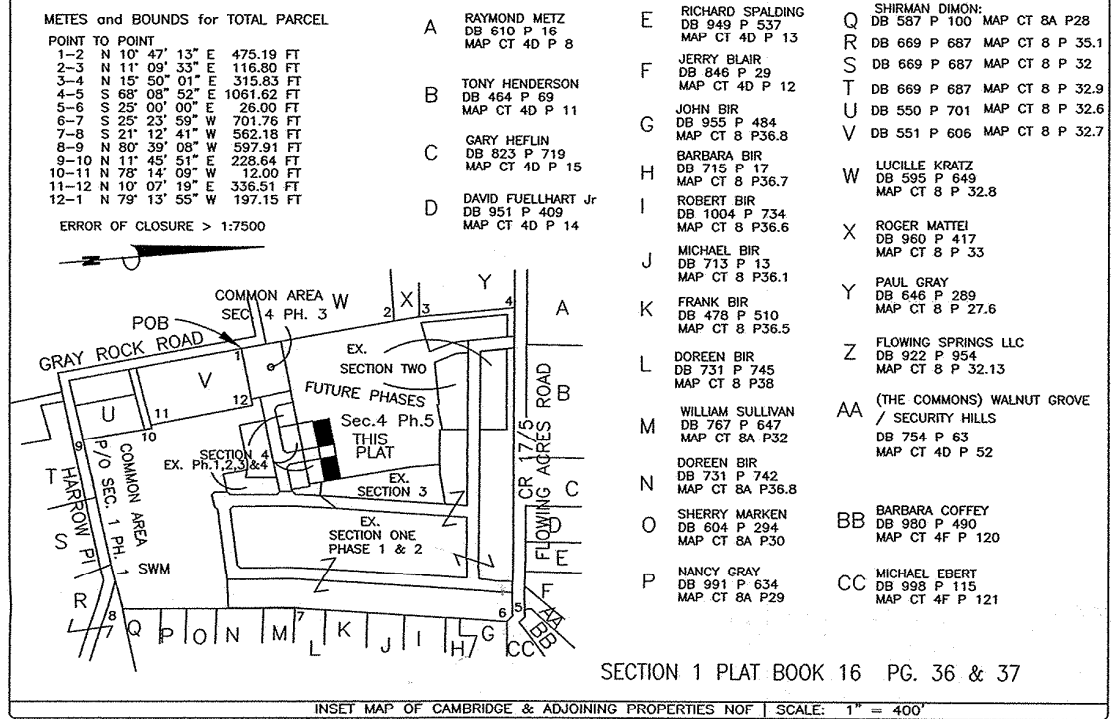 METES and BOUNDS for TOTAL PARCEL
POINT TO POINT
1-2 N 10° 47' 13" E 475.19 FT
2-3 N 11° 09' 33" E 116.80 FT
3-4 N 15° 50' 01" E 315.83 FT
4-5 S 68° 08' 52" E 1061.62 FT
5-6 S 25° 00' 00" E 26.00 FT
6-7 S 25° 23' 59" W 701.76 FT
7-8 S 21° 12' 41" W 562.18 FT
8-9 N 80° 39' 08" W 597.91 FT
9-10 N 11° 45' 51" E 228.64 FT
10-11 N 78° 14' 09" W 12.00 FT
11-12 N 10° 07' 19" E 336.51 FT
12-1 N 79° 13' 55" W 197.15 FT
ERROR OF CLOSURE > 1:7500
A
RAYMOND METZ
DB 610 P 16
MAP CT 4D P 8
B
TONY HENDERSON
DB 464 P 69
MAP CT 4D P 11
C
GARY HEFLIN
DB 823 P 719
MAP CT 4D P 15
D
DAVID FUELLHART Jr
DB 951 P 409
MAP CT 4D P 14
E
RICHARD SPALDING
DB 949 P 537
MAP CT 4D P 13
F
JERRY BLAIR
DB 846 P 29
MAP CT 4D P 12
G
JOHN BIR
DB 955 P 484
MAP CT 8 P36.8
H
BARBARA BIR
DB 715 P 17
MAP CT 8 P36.7
I
ROBERT BIR
DB 1004 P 734
MAP CT 8 P36.6
J
MICHAEL BIR
DB 713 P 13
MAP CT 8 P36.1
K
FRANK BIR
DB 478 P 510
MAP CT 8 P36.5
L
DOREEN BIR
DB 731 P 745
MAP CT 8 P38
M
WILLIAM SULLIVAN
DB 767 P 647
MAP CT 8A P32
N
DOREEN BIR
DB 731 P 742
MAP CT 8A P36.8
O
SHERRY MARKEN
DB 604 P 294
MAP CT 8A P30
P
NANCY GRAY
DB 991 P 634
MAP CT 8A P29
SHIRMAN DIMON:
Q DB 587 P 100 MAP CT 8A P28
R DB 669 P 687 MAP CT 8 P 35.1
S DB 669 P 687 MAP CT 8 P 32
T DB 669 P 687 MAP CT 8 P 32.9
U DB 550 P 701 MAP CT 8 P 32.6
V DB 551 P 606 MAP CT 8 P 32.7
W
LUCILLE KRATZ
DB 595 P 649
MAP CT 8 P 32.8
X
ROGER MATTEI
DB 960 P 417
MAP CT 8 P 33
Y
PAUL GRAY
DB 646 P 289
MAP CT 8 P 27.6
Z
FLOWING SPRINGS LLC
DB 922 P 954
MAP CT 8 P 32.13
AA
(THE COMMONS) WALNUT GROVE
/ SECURITY HILLS
DB 754 P 63
MAP CT 4D P 52
BB
BARBARA COFFEY
DB 980 P 490
MAP CT 4F P 120
CC
MICHAEL EBERT
DB 998 P 115
MAP CT 4F P 121
N
COMMON AREA
SEC. 4 PH. 3
W
X
Y
A
POB
GRAY ROCK ROAD
1
2
3
4
EX.
SECTION TWO
FUTURE PHASES
V
U
12
11
10
9
Sec.4 Ph.5
THIS
PLAT
SECTION 4
EX. Ph.1,2,3 &4
EX.
SECTION 3
EX.
SECTION ONE
PHASE 1 & 2
Z
Z
Z
COMMON AREA
P/O SEC. 1 PH. 1
SWM
HARROW Pl
CR 17/5
FLOWING ACRES ROAD
B
C
D
E
F
AA
BB
CC
T
S
R
8
7
6
5
Q P O N M L K J I H G
SECTION 1 PLAT BOOK 16 PG. 36 & 37
INSET MAP OF CAMBRIDGE & ADJOINING PROPERTIES NOF | SCALE: 1" = 400'